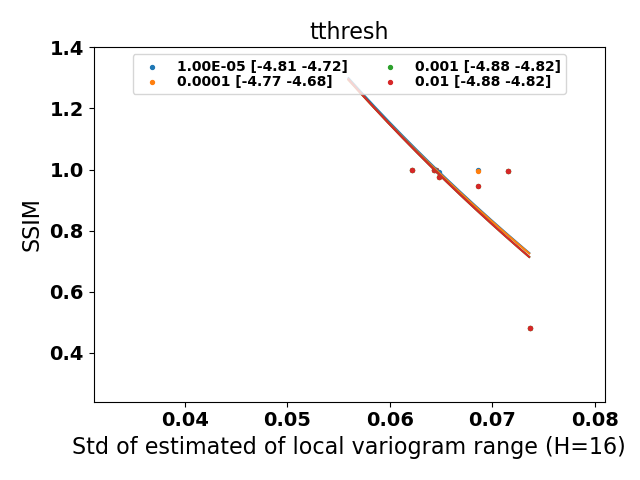 tthresh
1.00E-05 [-4.81 -4.72]
0.0001 [-4.77 -4.68]
0.001 [-4.88 -4.82]
0.01 [-4.88 -4.82]
1.4
1.2
1.0
0.8
0.6
0.4
SSIM
0.04 0.05 0.06 0.07 0.08
Std of estimated of local variogram range (H=16)